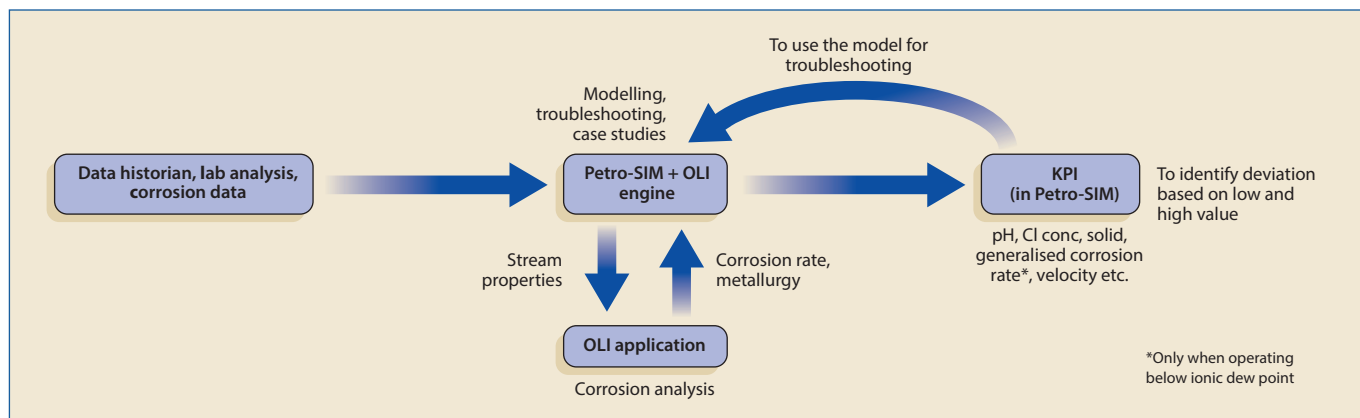 To use the model for
troubleshooting
Modelling,
troubleshooting,
case studies
Data historian, lab analysis,
corrosion data
Petro-SIM + OLI
engine
KPI
(in Petro-SIM)
To identify deviation
based on low and
high value
pH, Cl conc, solid,
generalised corrosion
rate*, velocity etc.
Stream
properties
Corrosion rate,
metallurgy
OLI application
Corrosion analysis
*Only when operating
below ionic dew point